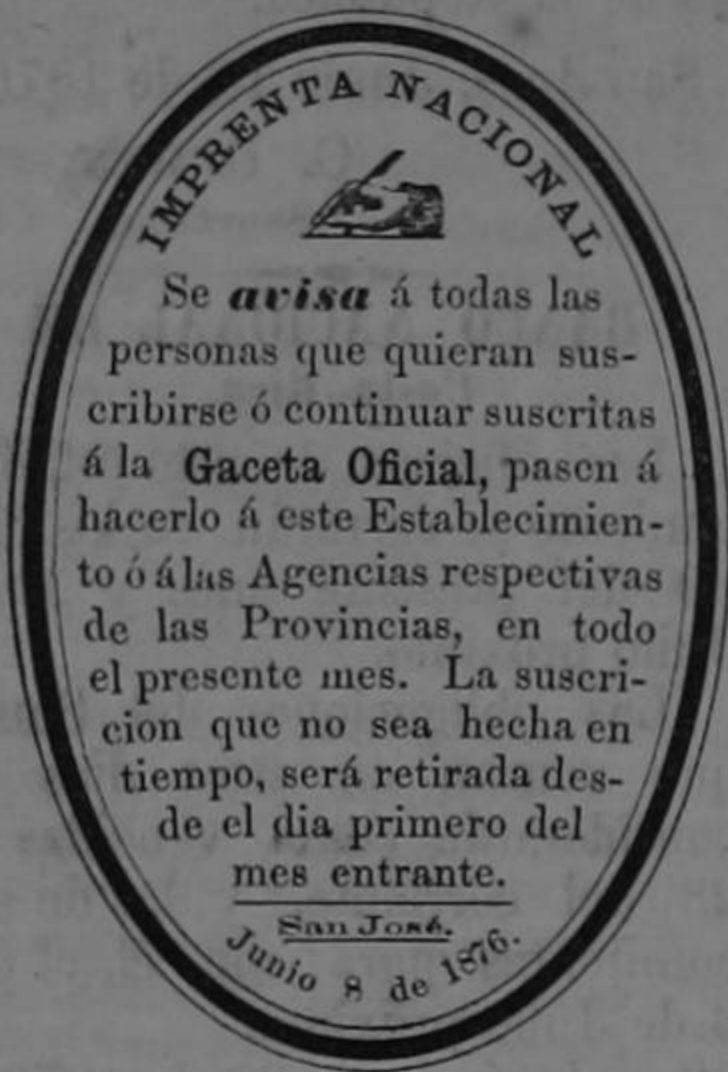 IMPRENTA NACIONAL
Se avisa á todas las
personas que quieran sus-
cribirse ó continuar suscritas
á la Gaceta Oficial, pasen á
hacerlo á este Establecimien-
to ó á las Agencias respectivas
de las Provincias, en todo
el presente mes. La suscri-
cion que no sea hecha en
tiempo, será retirada des-
de el dia primero del
mes entrante.
San José.
Junio 8 de 1876.